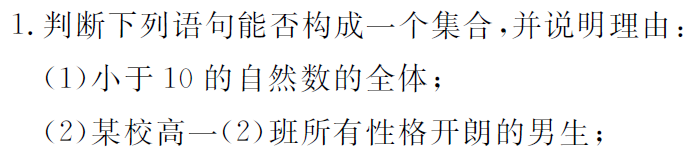 1. 判断下列语句能否构成一个集合,并说明理由:
(1)小于 10 的自然数的全体;
(2)某校高一(2)班所有性格开朗的男生;